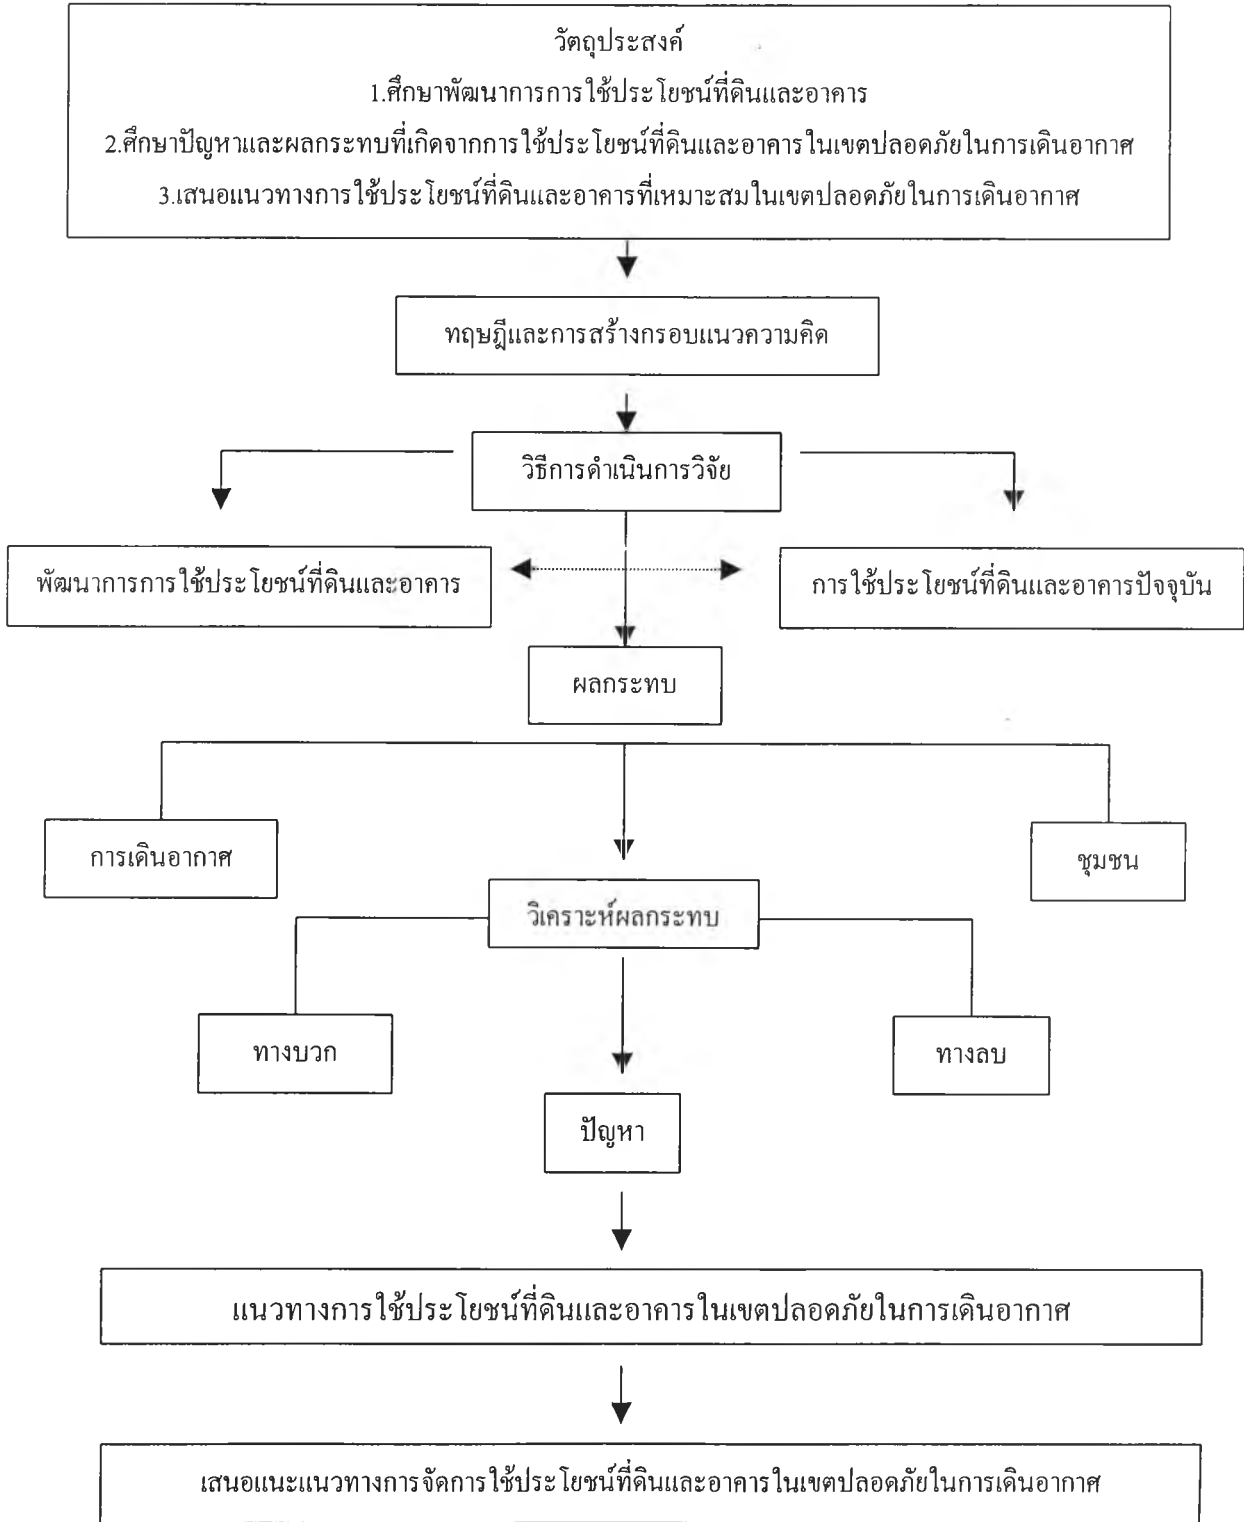 วัตถุประสงค์
1.ศึกษาพัฒนาการการใช้ประโยชน์ที่ดินและอาคาร
2.ศึกษาปัญหาและผลกระทบที่เกิดจากการใช้ประโยชน์ที่ดินและอาคารในเขตปลอดภัยในการเดินอากาศ
3.เสนอแนวทางการใช้ประโยชน์ที่ดินและอาคารที่เหมาะสมในเขตปลอดภัยในการเดินอากาศ
ทฤษฎีและการสร้างกรอบแนวความคิด
วิธีการดำเนินการวิจัย
พัฒนาการการใช้ประโยชน์ที่ดินและอาคาร
การใช้ประโยชน์ที่ดินและอาคารปัจจุบัน
ผลกระทบ
การเดินอากาศ
ชุมชน
วิเคราะห์ผลกระทบ
ทางบวก
ทางลบ
ปัญหา
แนวทางการใช้ประโยชน์ที่ดินและอาคารในเขตปลอดภัยในการเดินอากาศ
เสนอแนะแนวทางการจัดการใช้ประโยชน์ที่ดินและอาคารในเขตปลอดภัยในการเดินอากาศ